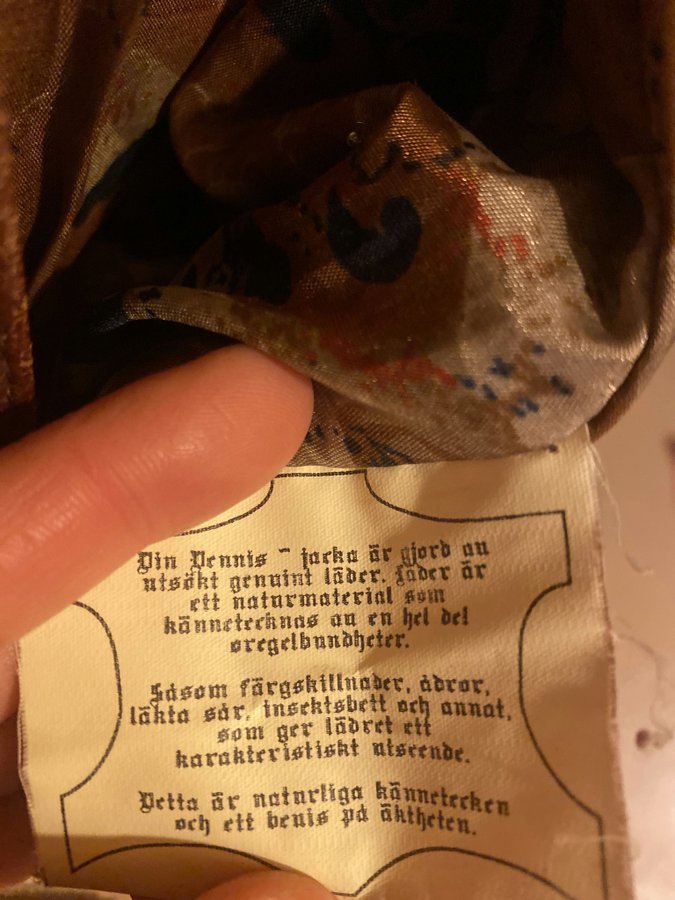 Din Dennis - jacka är gjord av
utsökt genuint läder. Läder är
ett naturmaterial som
kännetecknas av en hel del
oregelbundheter.
Såsom färgskillnader, ådror,
läkta sår, insektsbett och annat,
som ger lädret ett
karakteristiskt utseende.
Detta är naturliga kännetecken
och ett bevis på äktheten.